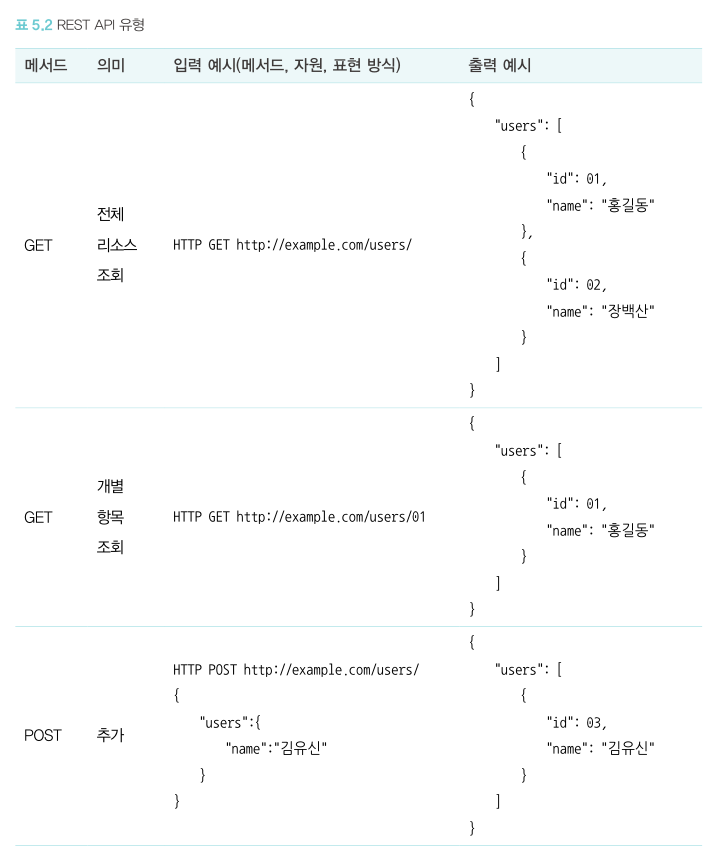 표 5.2 REST API 유형
메서드 의미 입력 예시(메서드, 자원, 표현 방식) 출력 예시
GET
전체
리소스
조회
HTTP GET http://example.com/users/
{
"users": [
{
"id": 01,
"name": "홍길동"
},
{
"id": 02,
"name": "장백산"
}
]
}
GET
개별
항목
조회
HTTP GET http://example.com/users/01
{
"users": [
{
"id": 01,
"name": "홍길동"
}
]
}
POST
추가
HTTP POST http://example.com/users/
{
"users":{
"name":"김유신"
}
}
{
"users": [
{
"id": 03,
"name": "김유신"
}
]
}